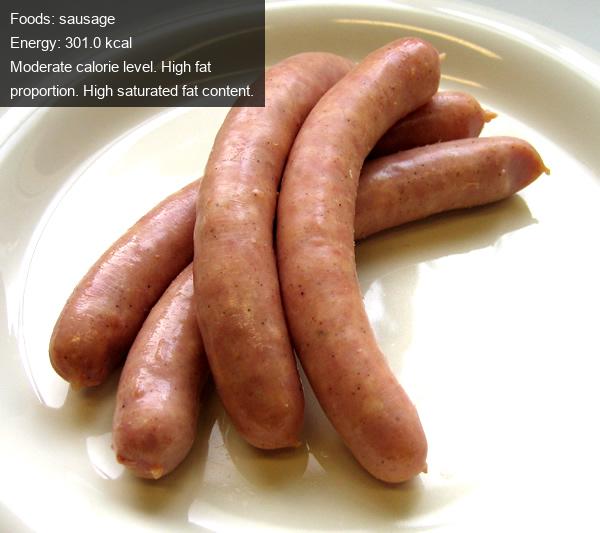 Foods: sausage
Energy: 301.0 kcal
Moderate calorie level. High fat
proportion. High saturated fat content.